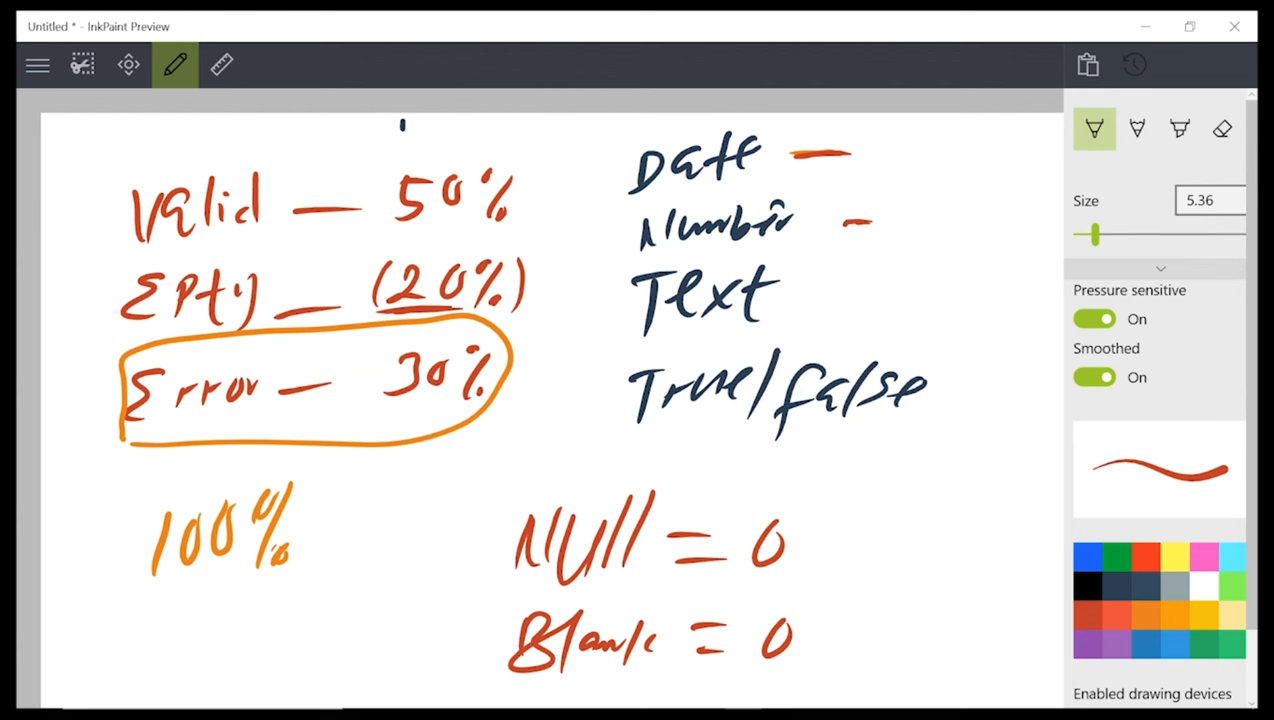 Untitled * - InkPaint Preview
Valid — 50%
Epty — (20%)
Error — 30%
100%
Date —
Number -
Text
True/false
Null = 0
Blank = 0
Size
5.36
Pressure sensitive
On
Smoothed
On
Enabled drawing devices